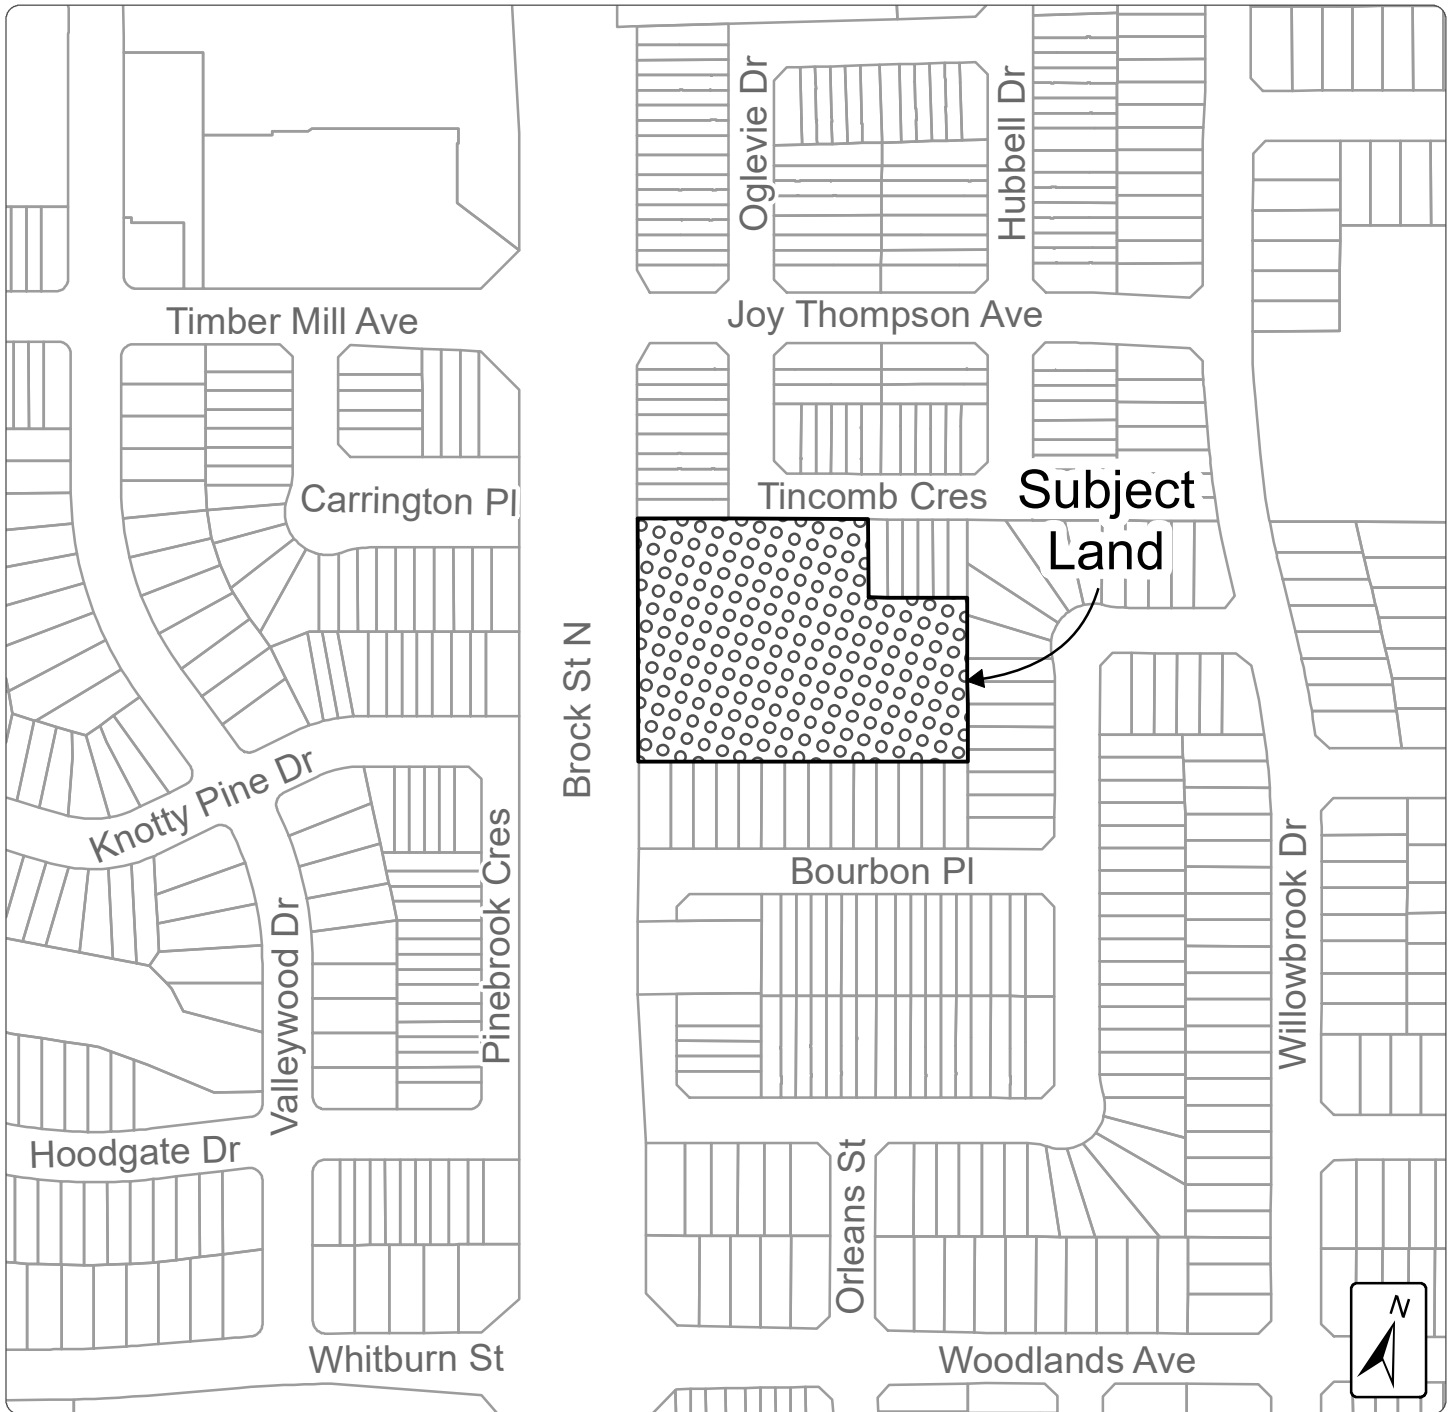 Oglevie Dr
Hubbell Dr
Timber Mill Ave
Joy Thompson Ave
Carrington Pl
Tincomb Cres
Subject
Land
Brock St N
Knotty Pine Dr
Pinebrook Cres
Bourbon Pl
Valleywood Dr
Willowbrook Dr
Hoodgate Dr
Orleans St
N
Whitburn St
Woodlands Ave